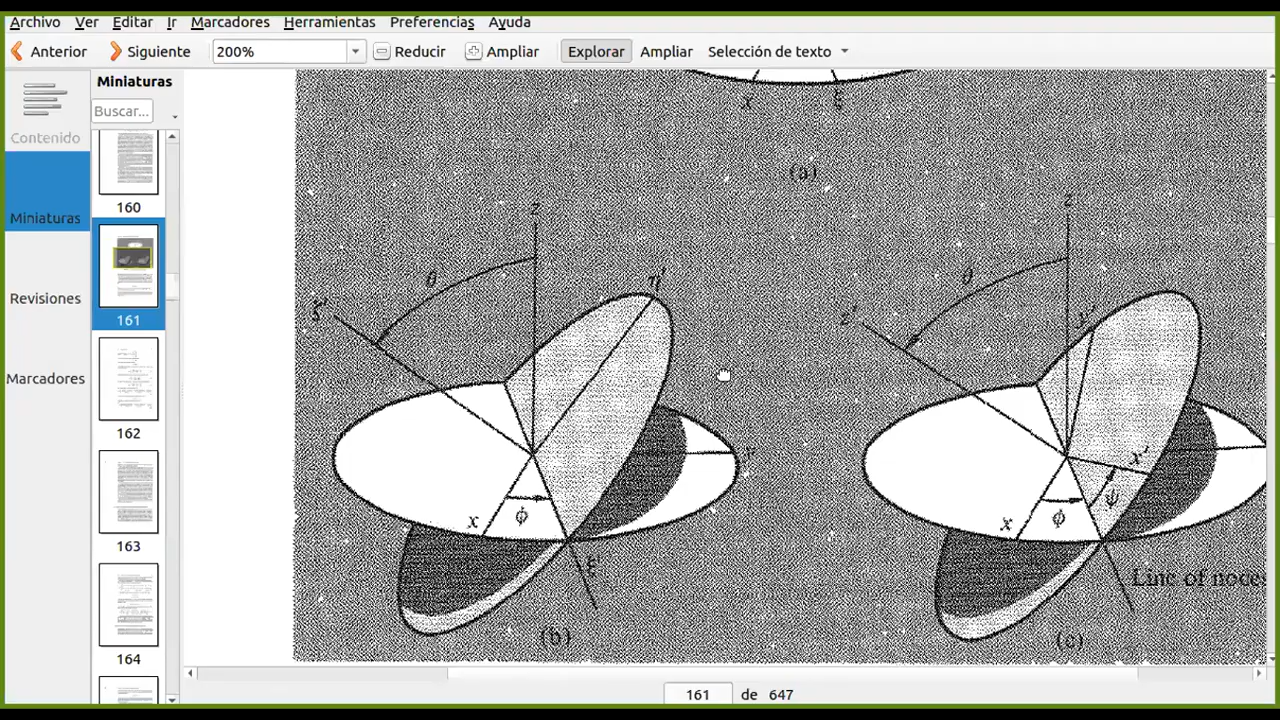 Archivo Ver Editar Ir Marcadores Herramientas Preferencias Ayuda
Anterior Siguiente 200% Reducir Ampliar Explorar Ampliar Selección de texto
Contenido
Miniaturas
Revisiones
Marcadores
Miniaturas
Buscar...
160
161
162
163
164
x ξ
(a)
z
θ
η'
ζ'
x
ϕ
y
ξ
(b)
z
θ
y'
x'
ψ
x
ϕ
Line of
(c)
161 de 647